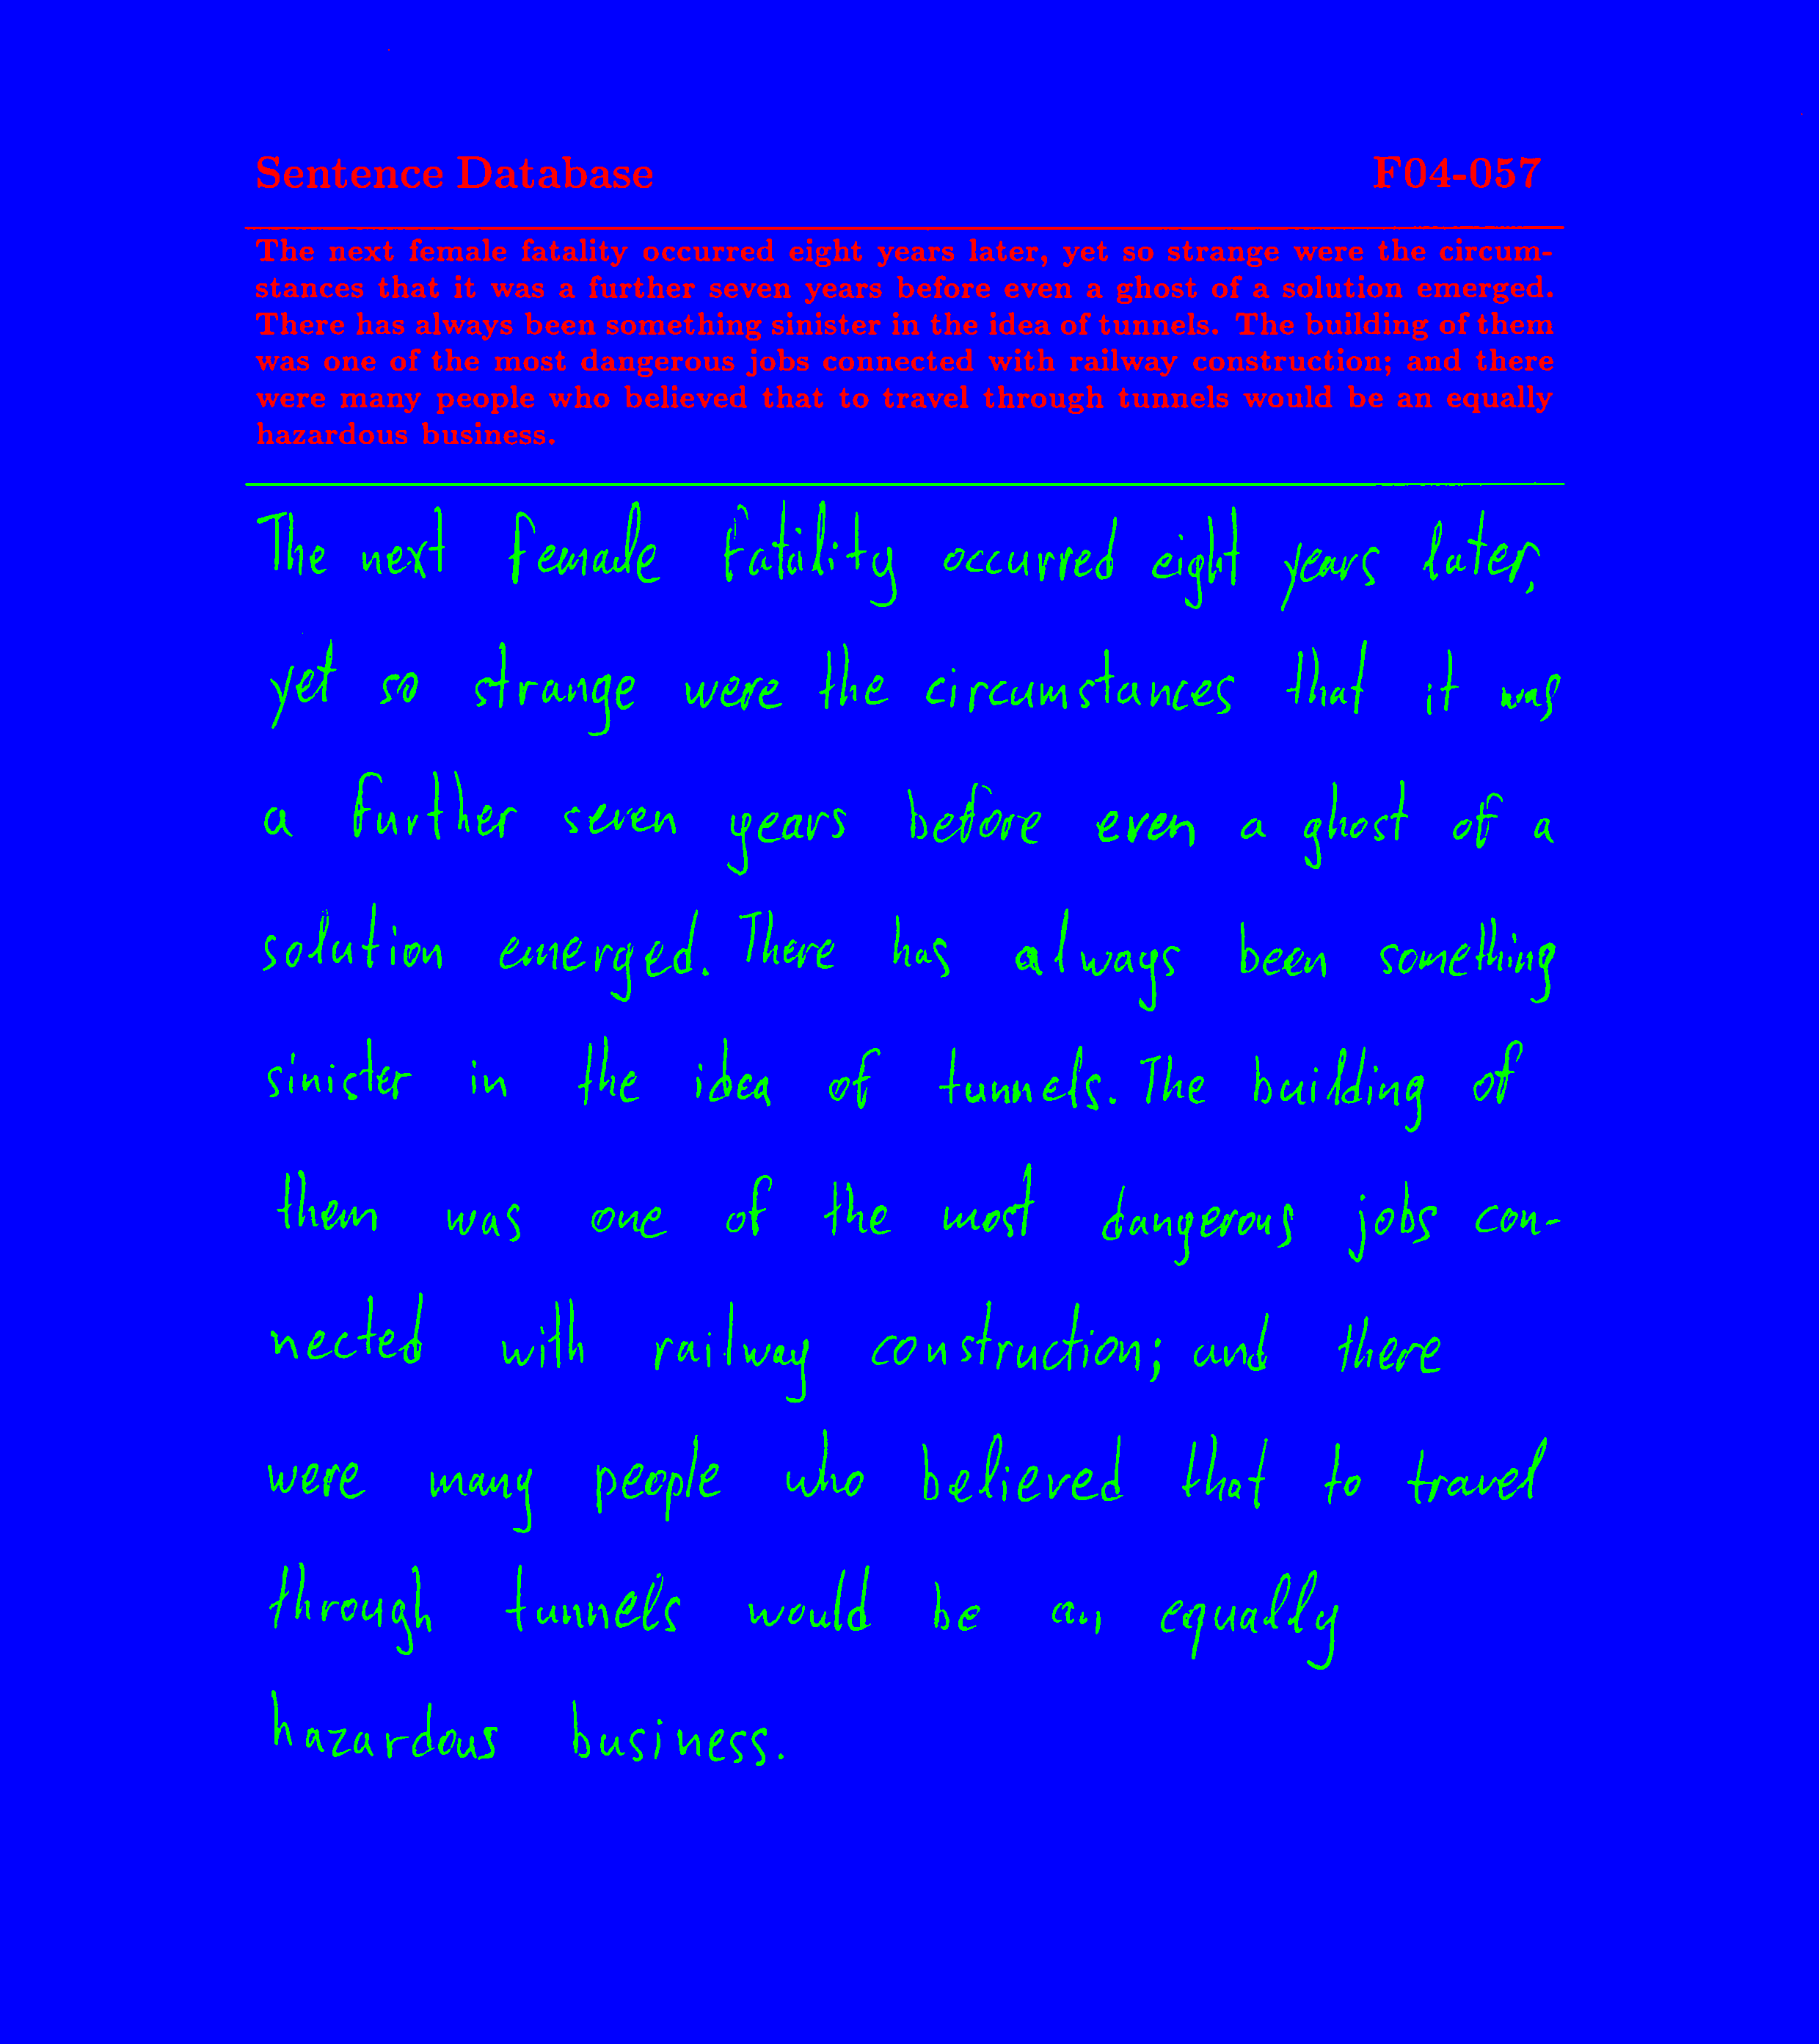 Sentence Database F04-057
The next female fatality occurred eight years later, yet so strange were the circum-
stances that it was a further seven years before even a ghost of a solution emerged.
There has always been something sinister in the idea of tunnels. The building of them
was one of the most dangerous jobs connected with railway construction; and there
were many people who believed that to travel through tunnels would be an equally
hazardous business.
The next female fatality occurred eight years later,
yet so strange were the circumstances that it was
a further seven years before even a ghost of a
solution emerged. There has always been something
sinister in the idea of tunnels. The building of
them was one of the most dangerous jobs con-
nected with railway construction; and there
were many people who believed that to travel
through tunnels would be an equally
hazardous business.